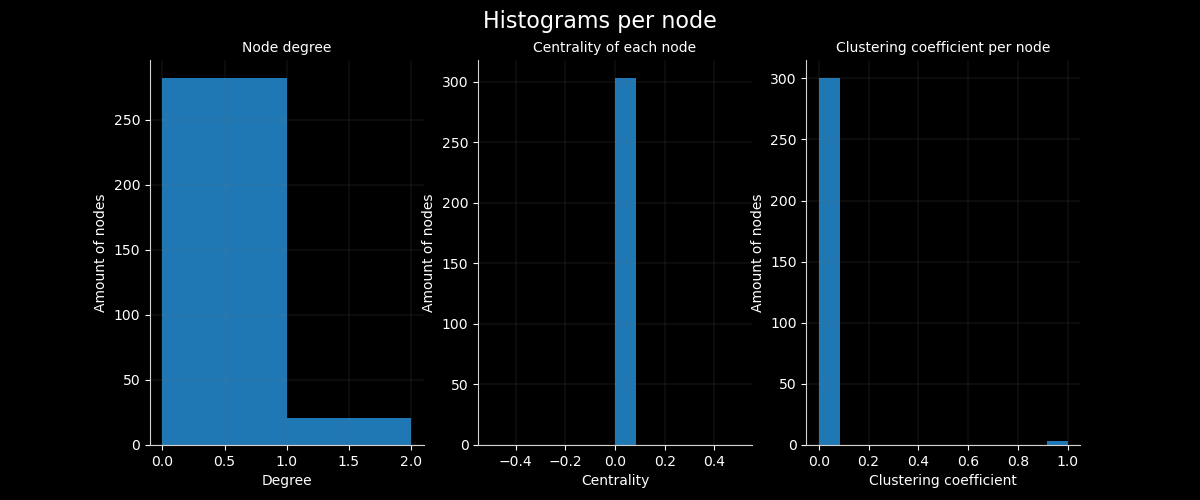 Histograms per node
Node degree
Centrality of each node
Clustering coefficient per node
Amount of nodes
250
200
150
100
50
0
0.0 0.5 1.0 1.5 2.0
Degree
Amount of nodes
300
250
200
150
100
50
0
−0.4 −0.2 0.0 0.2 0.4
Centrality
Amount of nodes
300
250
200
150
100
50
0
0.0 0.2 0.4 0.6 0.8 1.0
Clustering coefficient